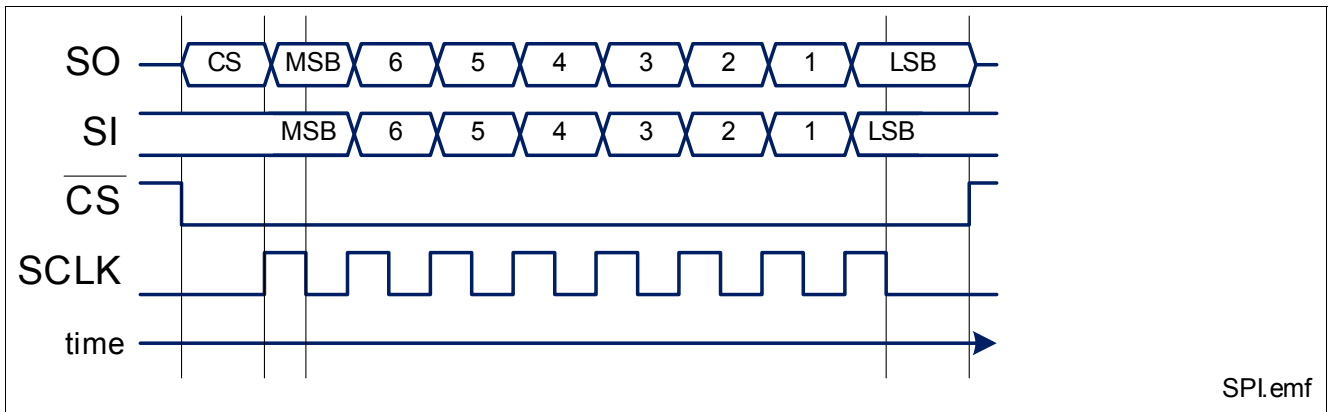 SO CS MSB 6 5 4 3 2 1 LSB
SI MSB 6 5 4 3 2 1 LSB
CS
SCLK
time
SPI.emf